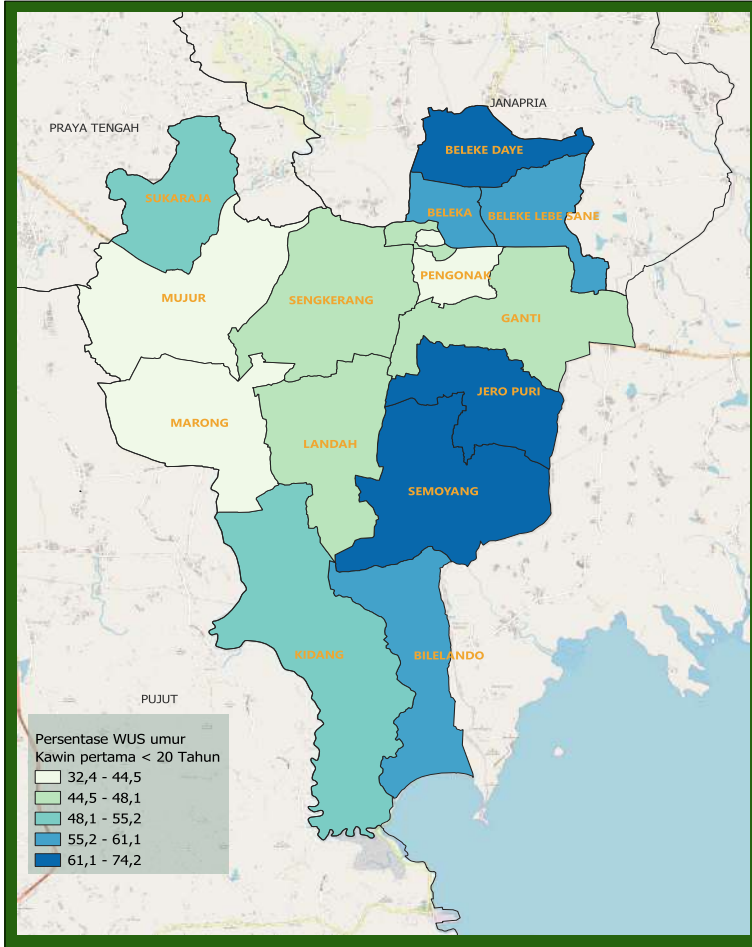 JANAPRIA
PRAYA TENGAH
BELEKE DAYE
SUKARAJA
BELEKA
BELEKE LEBE SANE
PENGONAK
MUJUR
SENGKERANG
GANTI
JERO PURI
MARONG
LANDAH
SEMOYANG
KIDANG
BILELANDO
PUJUT
Persentase WUS umur
Kawin pertama < 20 Tahun
32,4 - 44,5
44,5 - 48,1
48,1 - 55,2
55,2 - 61,1
61,1 - 74,2